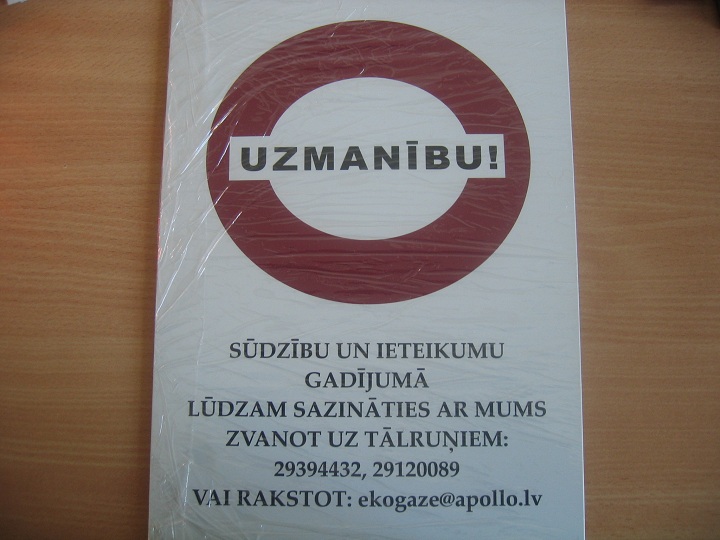 UZMANĪBU!
SŪDZĪBU UN IETEIKUMU
GADĪJUMĀ
LŪDZAM SAZINĀTIES AR MUMS
ZVANOT UZ TĀLRUŅIEM:
29394432, 29120089
VAI RAKSTOT: ekogaze@apollo.lv